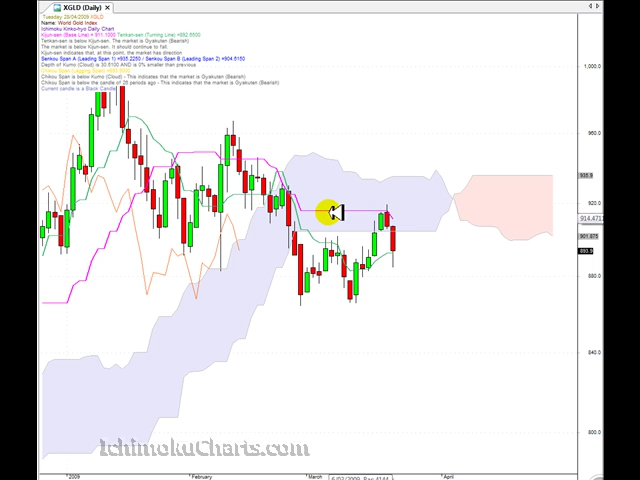 XGLD (Daily)
Tuesday 28/04/2009 XGLD
Name: World Gold Index
Ichimoku Kinko-hyo Daily Chart
Kijun-sen (Base Line) = 911.1000 Tenkan-sen (Turning Line) =892.6500
Tenkan-sen is below Kijun-sen. The market is Gyakuten (Bearish)
The market is below Kijun-sen. It should continue to fall.
Kijun-sen indicates that, at this point, the market has direction
Senkou Span A (Leading Span 1) =935.2250 / Senkou Span B (Leading Span 2) =904.6150
Depth of Kumo (Cloud) is 30.6100 AND is 0% smaller than previous
Chikou Span is below Kumo (Cloud) - This indicates that the market is Gyakuten (Bearish)
Chikou Span is below the candle of 26 periods ago - This indicates that the market is Gyakuten (Bearish)
Current candle is a Black Candle
1,000.0
960.0
935.9
920.0
914.4711
901.875
893.9
880.0
840.0
800.0
IchimokuCharts.com
2009
February
March
April